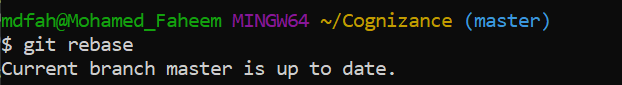 mdfah@Mohamed_Faheem MINGW64 ~/Cognizance (master)
$ git rebase
Current branch master is up to date.